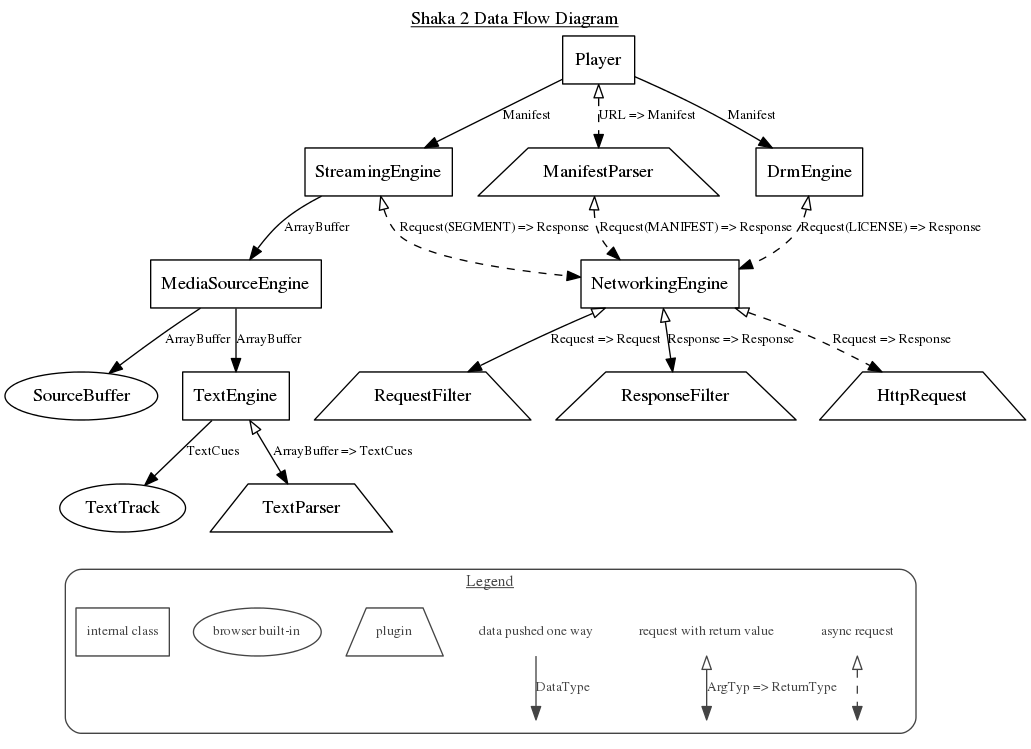 Shaka 2 Data Flow Diagram
Player
Manifest
URL => Manifest
Manifest
StreamingEngine
ManifestParser
DrmEngine
ArrayBuffer
Request(SEGMENT) => Response
Request(MANIFEST) => Response
Request(LICENSE) => Response
MediaSourceEngine
NetworkingEngine
ArrayBuffer
ArrayBuffer
Request => Request
Response => Response
Request => Response
SourceBuffer
TextEngine
RequestFilter
ResponseFilter
HttpRequest
TextCues
ArrayBuffer => TextCues
TextTrack
TextParser
Legend
internal class
browser built-in
plugin
data pushed one way
request with return value
async request
DataType
ArgTyp => ReturnType